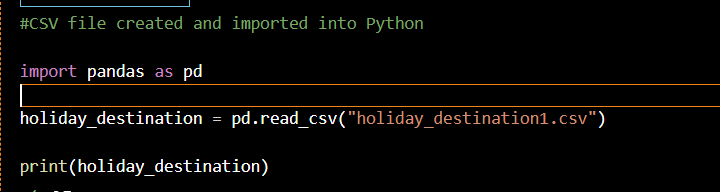 #CSV file created and imported into Python
import pandas as pd
holiday_destination = pd.read_csv("holiday_destination1.csv")
print(holiday_destination)